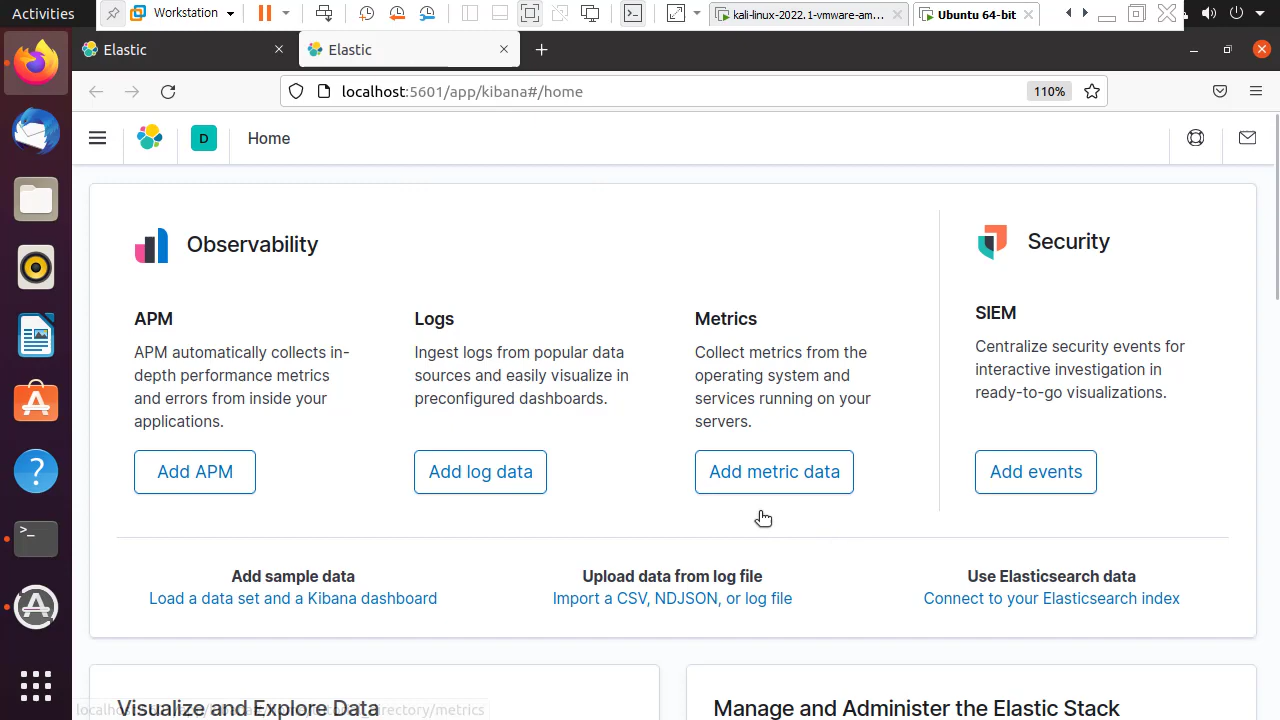 Activities
Workstation
kali-linux-2022.1-vmware-am...
Ubuntu 64-bit
Elastic
Elastic
localhost:5601/app/kibana#/home
110%
D
Home
Observability
Security
APM
APM automatically collects in-
depth performance metrics
and errors from inside your
applications.
Add APM
Logs
Ingest logs from popular data
sources and easily visualize in
preconfigured dashboards.
Add log data
Metrics
Collect metrics from the
operating system and
services running on your
servers.
Add metric data
SIEM
Centralize security events for
interactive investigation in
ready-to-go visualizations.
Add events
Add sample data
Load a data set and a Kibana dashboard
Upload data from log file
Import a CSV, NDJSON, or log file
Use Elasticsearch data
Connect to your Elasticsearch index
Visualize and Explore Data
Manage and Administer the Elastic Stack